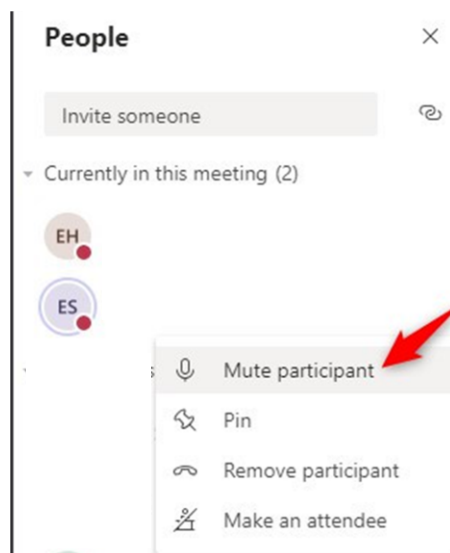 People
Invite someone
Currently in this meeting (2)
EH
ES
Mute participant
Pin
Remove participant
Make an attendee